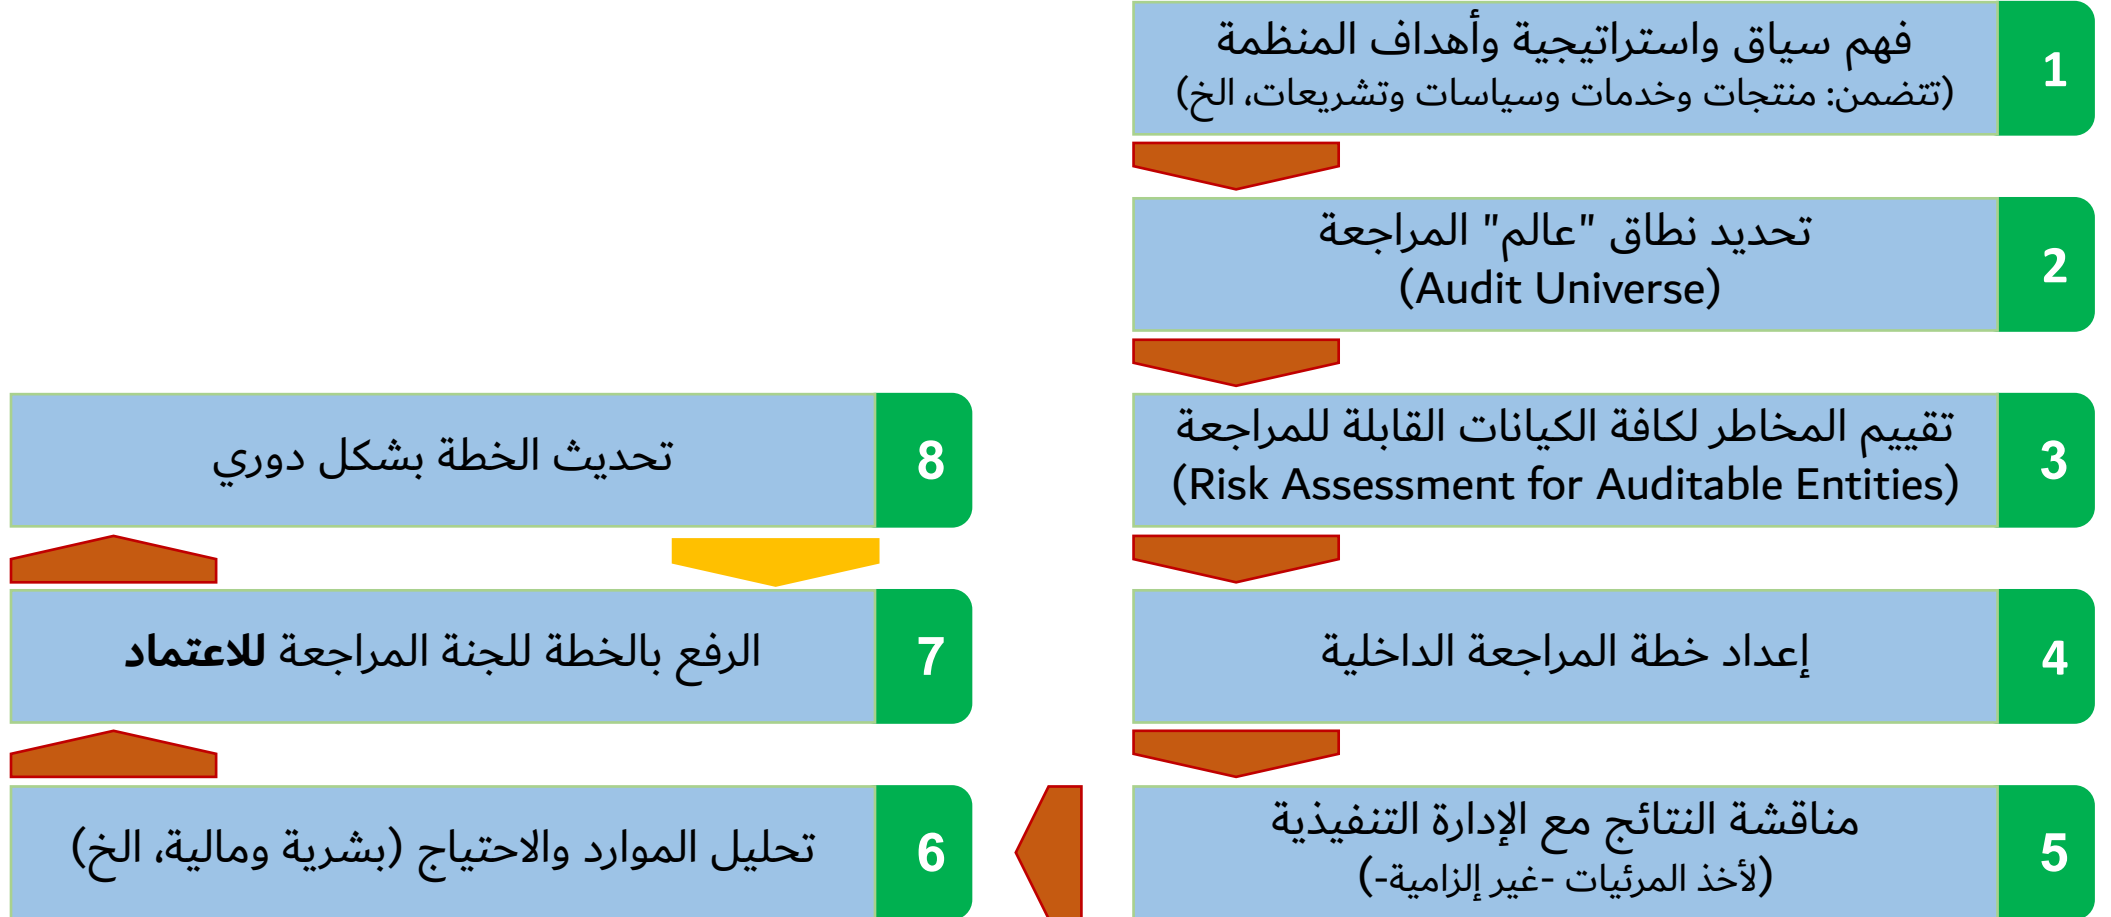 1
فهم سياق واستراتيجية وأهداف المنظمة
(تتضمن: منتجات وخدمات وسياسات وتشريعات، الخ)
2
تحديد نطاق "عالم" المراجعة
(Audit Universe)
3
تقييم المخاطر لكافة الكيانات القابلة للمراجعة
(Risk Assessment for Auditable Entities)
4
إعداد خطة المراجعة الداخلية
5
مناقشة النتائج مع الإدارة التنفيذية
(لأخذ المرئيات -غير إلزامية-)
6
تحليل الموارد والاحتياج (بشرية ومالية، الخ)
7
الرفع بالخطة للجنة المراجعة للاعتماد
8
تحديث الخطة بشكل دوري